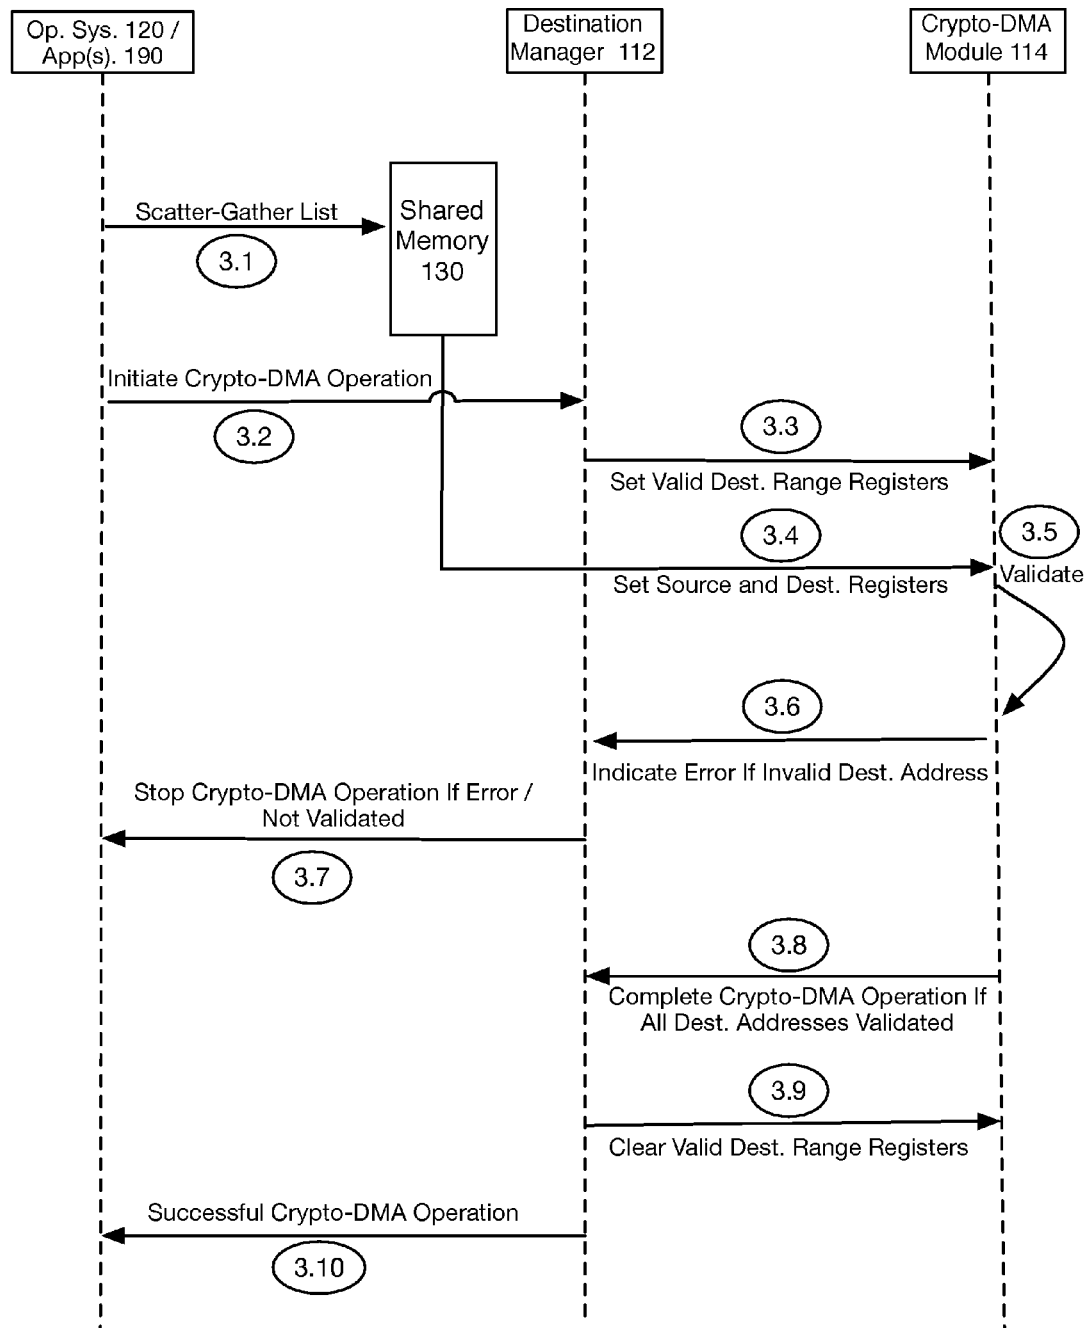 Op. Sys. 120 /
App(s). 190
Destination
Manager 112
Crypto-DMA
Module 114
Scatter-Gather List
3.1
Shared
Memory
130
Initiate Crypto-DMA Operation
3.2
3.3
Set Valid Dest. Range Registers
3.4
Set Source and Dest. Registers
3.5
Validate
3.6
Indicate Error If Invalid Dest. Address
Stop Crypto-DMA Operation If Error /
Not Validated
3.7
3.8
Complete Crypto-DMA Operation If
All Dest. Addresses Validated
3.9
Clear Valid Dest. Range Registers
Successful Crypto-DMA Operation
3.10